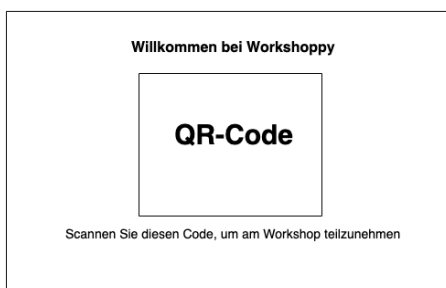 Willkommen bei Workshoppy
QR-Code
Scannen Sie diesen Code, um am Workshop teilzunehmen